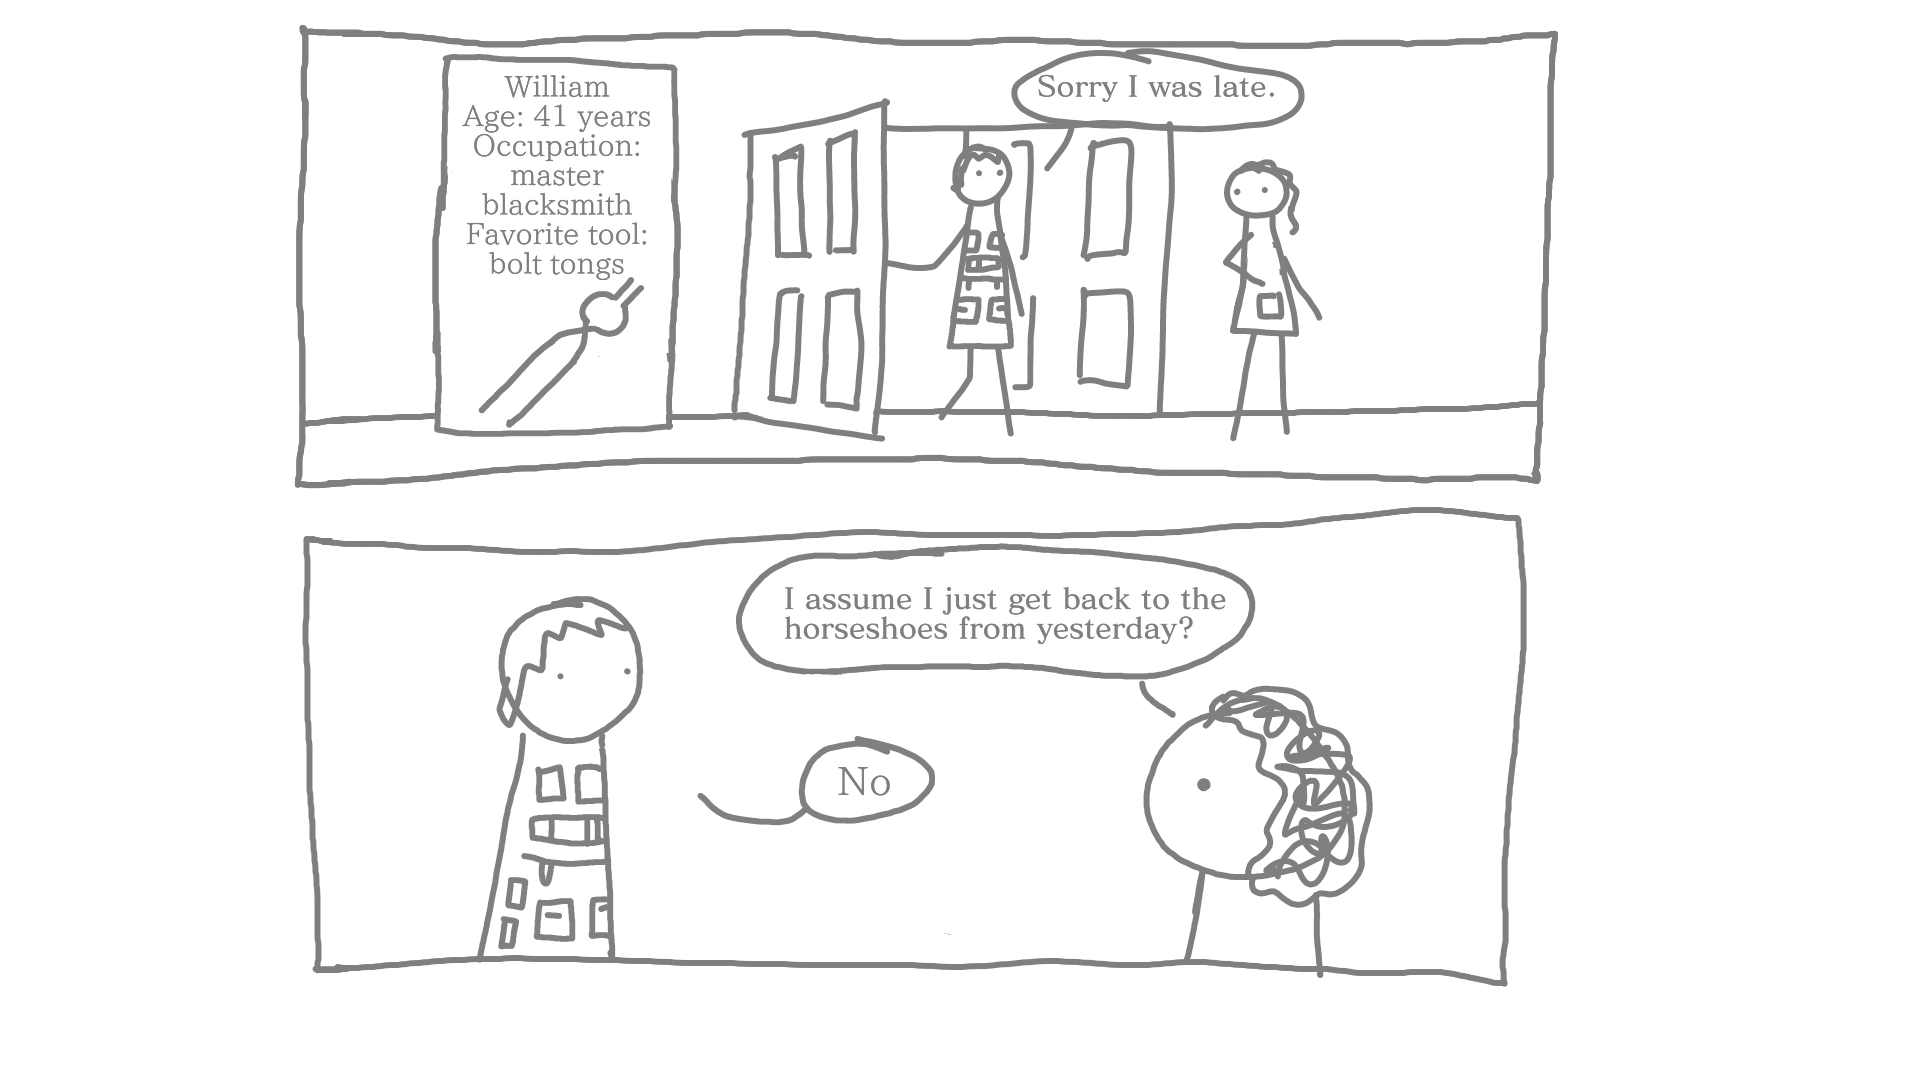 William
Age: 41 years
Occupation:
master
blacksmith
Favorite tool:
bolt tongs
Sorry I was late.
I assume I just get back to the
horseshoes from yesterday?
No